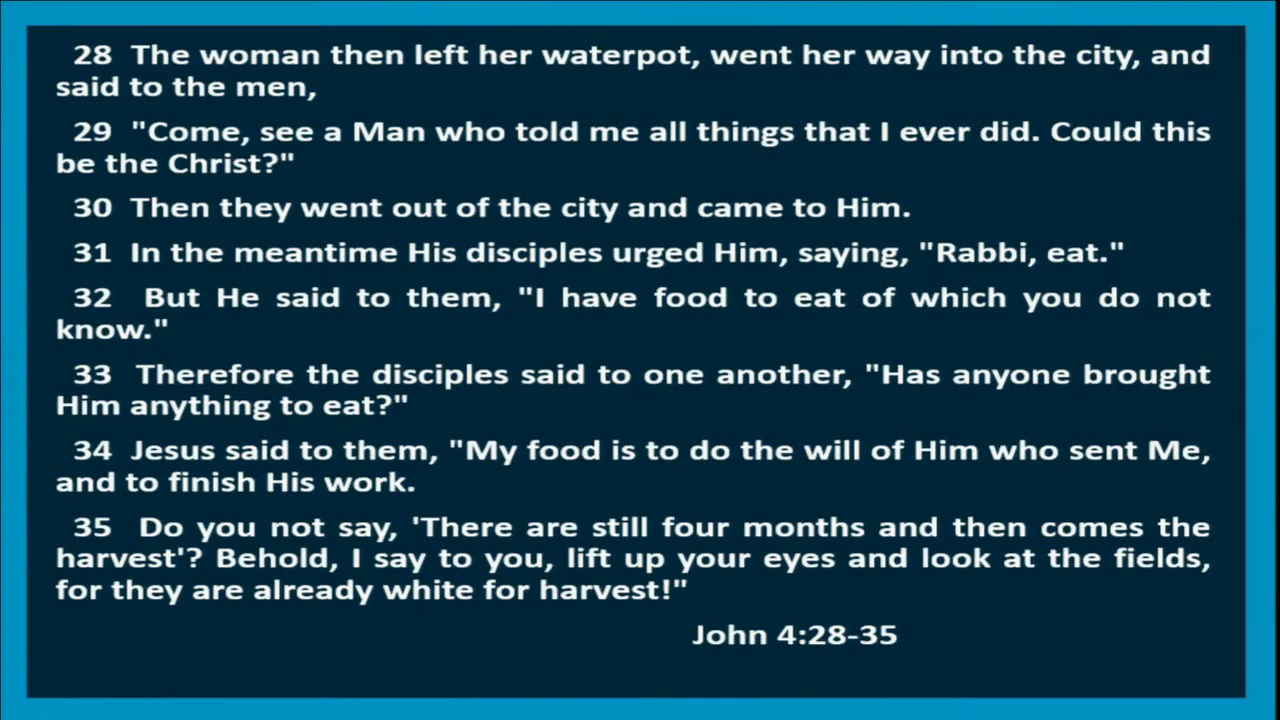 28 The woman then left her waterpot, went her way into the city, and
said to the men,
29 "Come, see a Man who told me all things that I ever did. Could this
be the Christ?"
30 Then they went out of the city and came to Him.
31 In the meantime His disciples urged Him, saying, "Rabbi, eat."
32 But He said to them, "I have food to eat of which you do not
know."
33 Therefore the disciples said to one another, "Has anyone brought
Him anything to eat?"
34 Jesus said to them, "My food is to do the will of Him who sent Me,
and to finish His work.
35 Do you not say, 'There are still four months and then comes the
harvest'? Behold, I say to you, lift up your eyes and look at the fields,
for they are already white for harvest!"
John 4:28-35